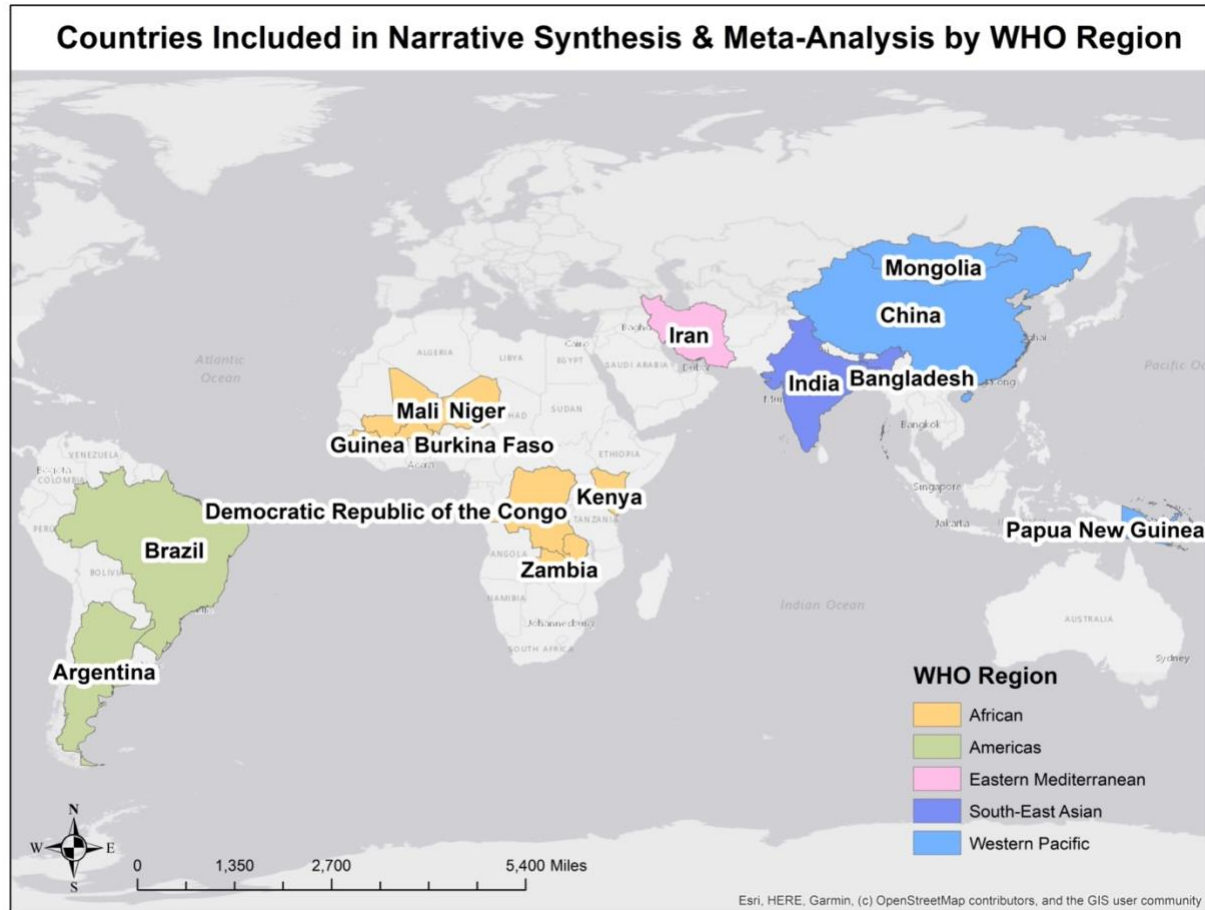 Countries Included in Narrative Synthesis & Meta-Analysis by WHO Region
Mongolia
China
Iran
India
Bangladesh
Mali
Niger
Guinea
Burkina Faso
Democratic Republic of the Congo
Kenya
Zambia
Brazil
Argentina
Papua New Guinea
Atlantic
Ocean
ALGERIA
LIBYA
EGYPT
SAUDI ARABIA
SUDAN
ETHIOPIA
TANZANIA
ANGOLA
NAMIBIA
Johannesburg
SOUTH AFRICA
VENEZUELA
Bogota
COLOMBIA
Cairo
Bangkok
Singapore
Jakarta
Indian Ocean
AUSTRALIA
Sydney
WHO Region
African
Americas
Eastern Mediterranean
South-East Asian
Western Pacific
N
W
E
S
0
1,350
2,700
5,400 Miles
Esri, HERE, Garmin, (c) OpenStreetMap contributors, and the GIS user community